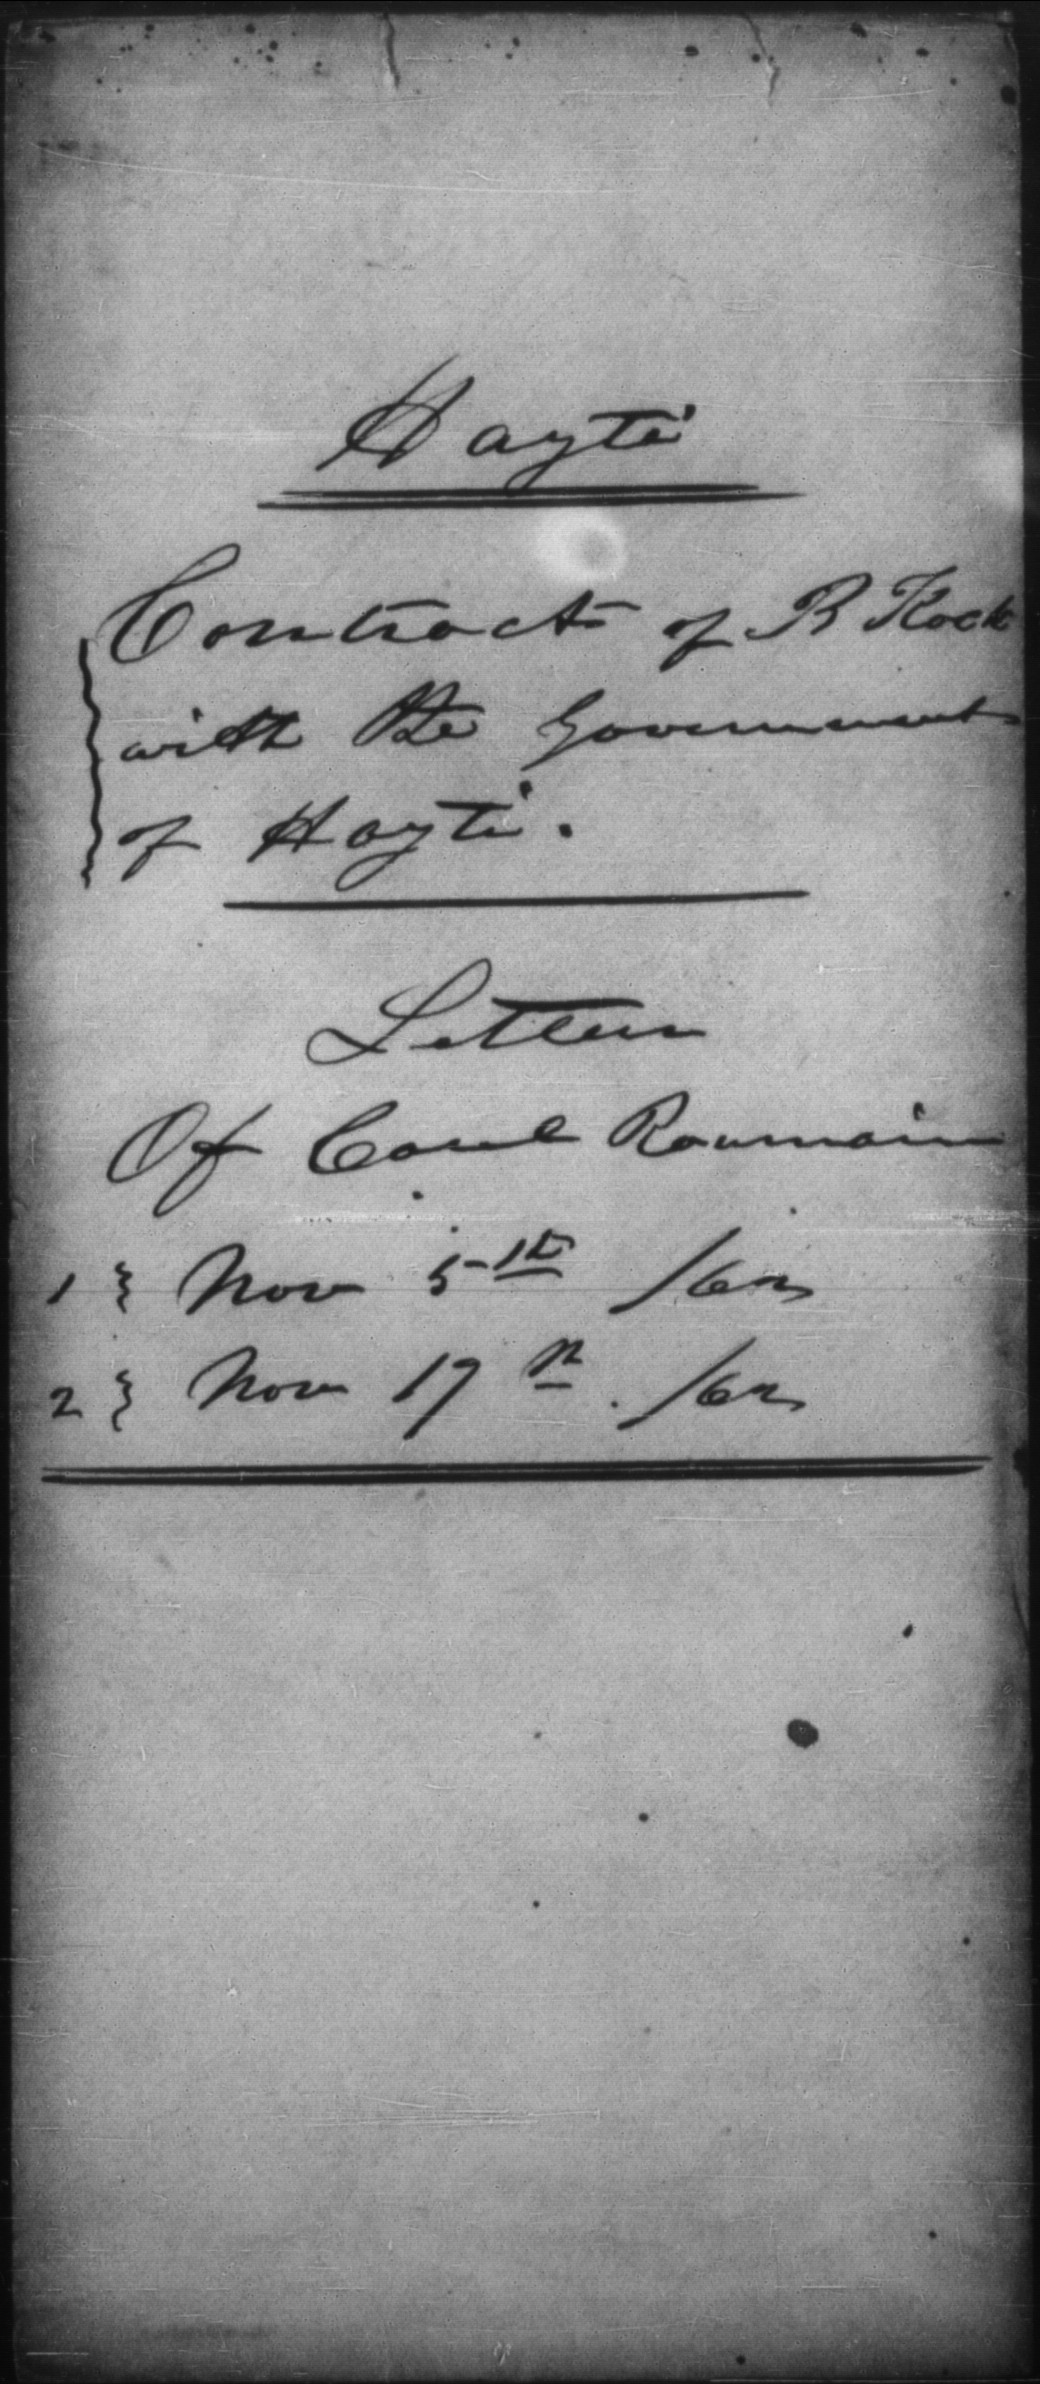 Hayti
Contract of B Kock
with the Government
of Hayti.
Letters
Of Consl Roumain
1 } Nov 5th /62
2 } Nov 17th /62